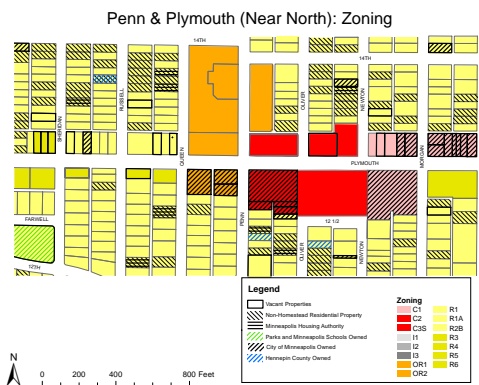 Penn & Plymouth (Near North): Zoning
14TH
14TH
SHERIDAN
RUSSELL
QUEEN
OLIVER
NEWTON
MORGAN
PLYMOUTH
FARWELL
PENN
12 1/2
OLIVER
NEWTON
12TH
Legend
Vacant Properties
Non-Homestead Residential Property
Minneapolis Housing Authority
Parks and Minneapolis Schools Owned
City of Minneapolis Owned
Hennepin County Owned
Zoning
C1
C2
C3S
I1
I2
I3
OR1
OR2
R1
R1A
R2B
R3
R4
R5
R6
N
0 200 400 600 800 Feet